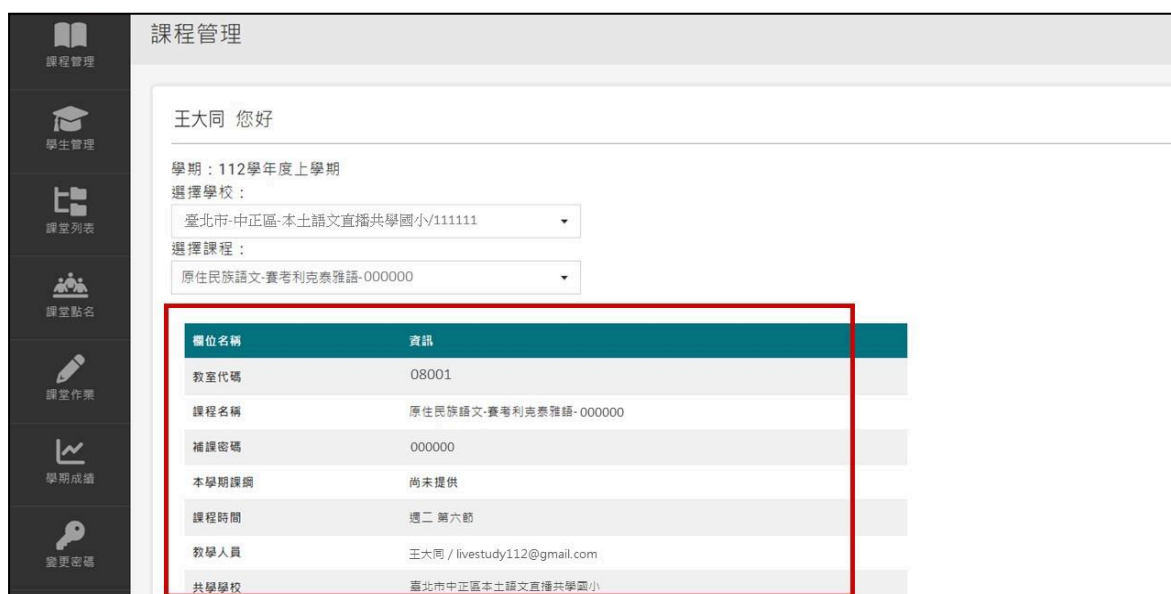 課程管理
學生管理
課堂列表
課堂點名
課堂作業
學期成績
變更密碼
課程管理
王大同 您好
學期：112學年度上學期
選擇學校：
臺北市-中正區-本土語文直播共學國小/111111
選擇課程：
原住民族語文-賽考利克泰雅語-000000
欄位名稱 資訊
教室代碼 08001
課程名稱 原住民族語文-賽考利克泰雅語-000000
補課密碼 000000
本學期課綱 尚未提供
課程時間 週二 第六節
教學人員 王大同 / livestudy112@gmail.com
共學學校 臺北市中正區本土語文直播共學國小